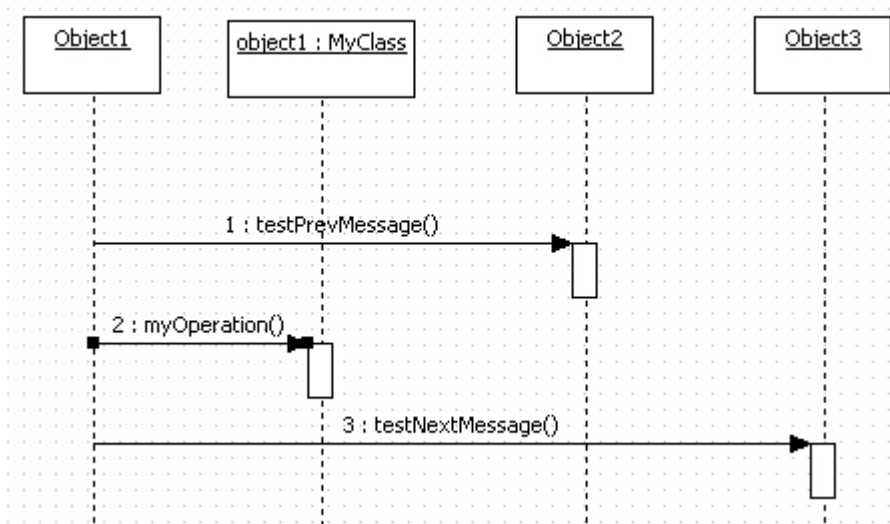 Object1
object1 : MyClass
Object2
Object3
1 : testPrevMessage()
2 : myOperation()
3 : testNextMessage()